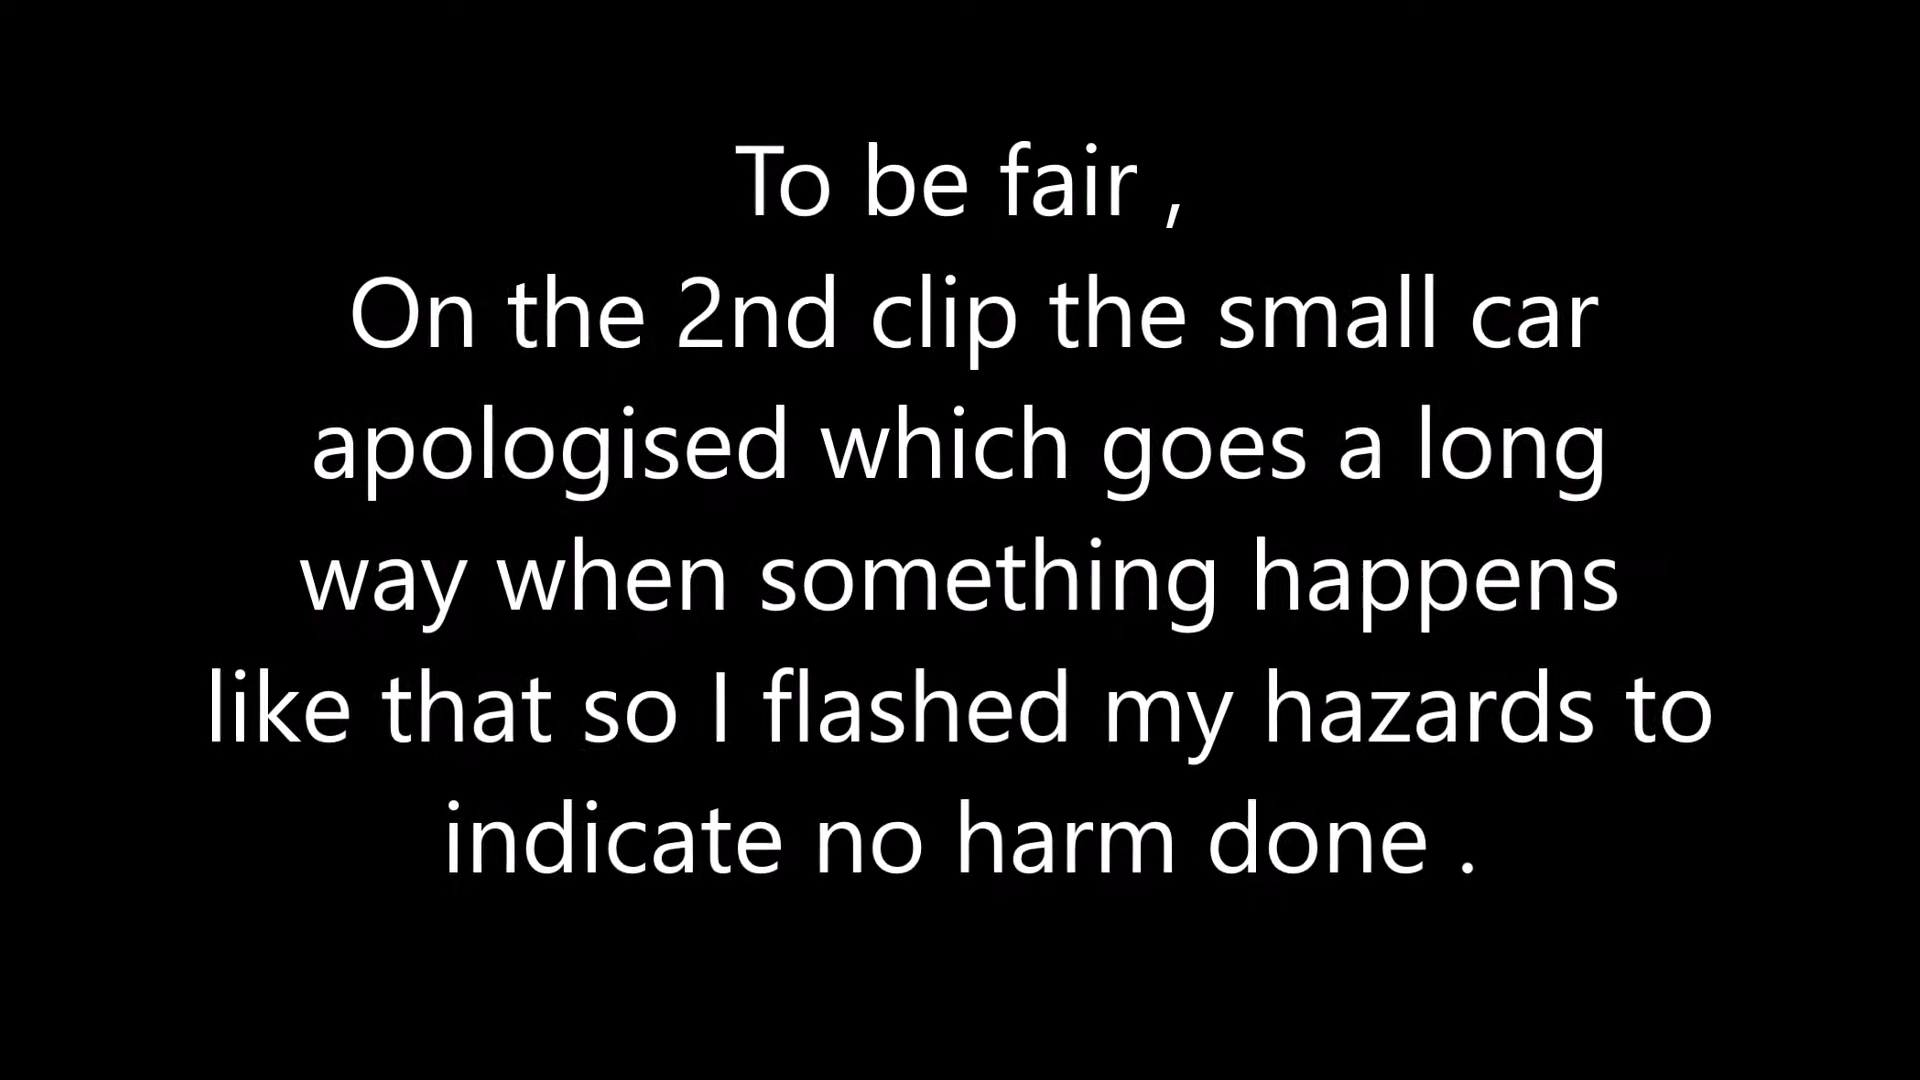 To be fair ,
On the 2nd clip the small car
apologised which goes a long
way when something happens
like that so I flashed my hazards to
indicate no harm done .